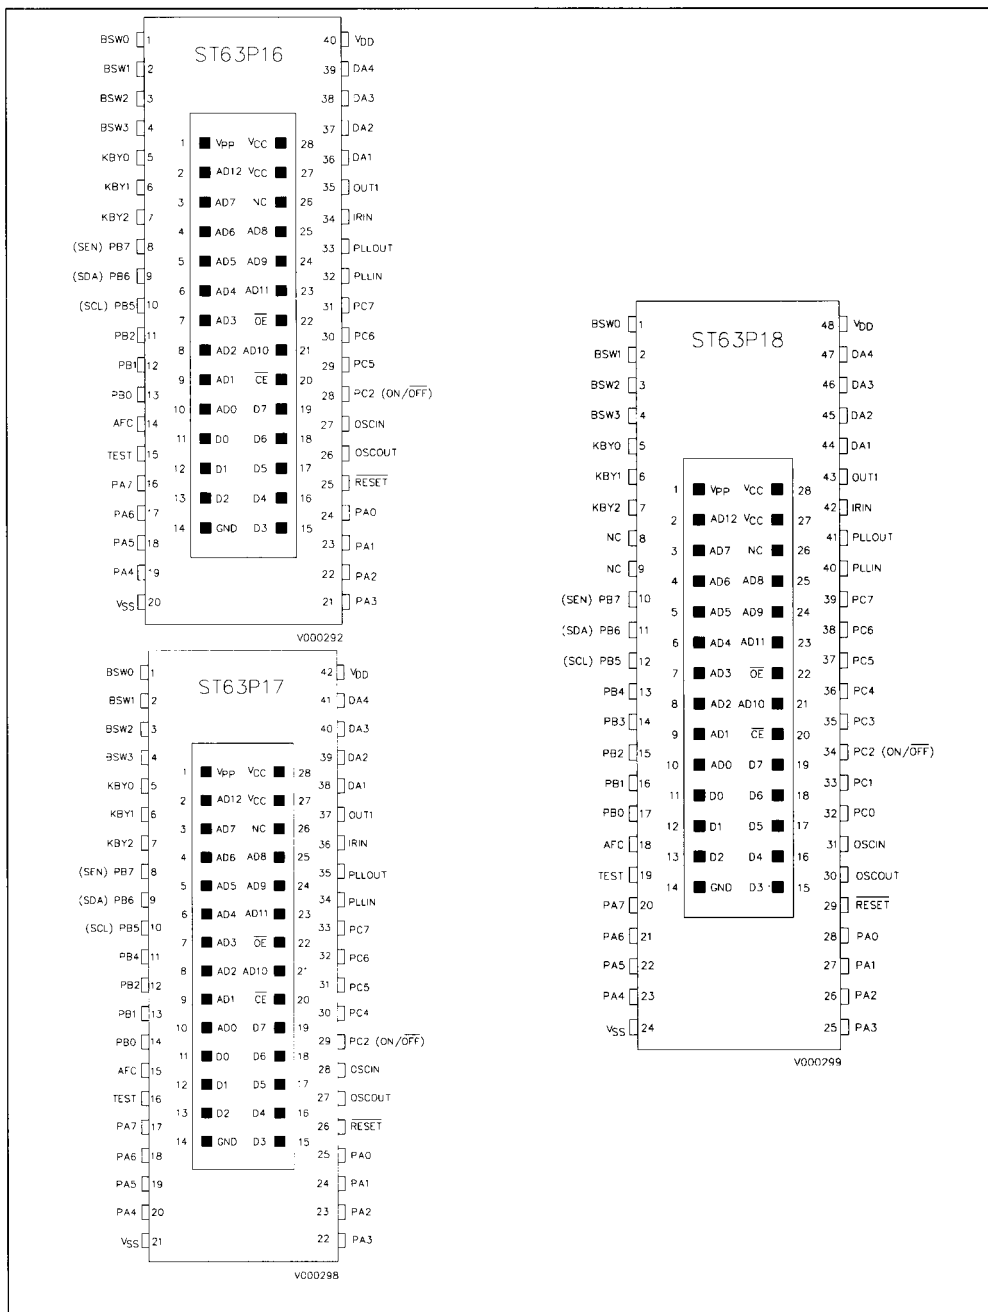 ST63P16
BSW0 1 40 VDD
BSW1 2 39 DA4
BSW2 3 38 DA3
BSW3 4 37 DA2
1 VPP VCC 28
KBY0 5 36 DA1
2 AD12 VCC 27
KBY1 6 35 OUT1
3 AD7 NC 26
KBY2 7 34 IRIN
4 AD6 AD8 25
(SEN) PB7 8 33 PLLOUT
5 AD5 AD9 24
(SDA) PB6 9 32 PLLIN
6 AD4 AD11 23
(SCL) PB5 10 31 PC7
7 AD3 OE 22
PB2 11 30 PC6
8 AD2 AD10 21
PB1 12 29 PC5
9 AD1 CE 20
PB0 13 28 PC2 (ON/OFF)
10 AD0 D7 19
AFC 14 27 OSCIN
11 D0 D6 18
TEST 15 26 OSCOUT
12 D1 D5 17
PA7 16 25 RESET
13 D2 D4 16
PA6 17 24 PA0
14 GND D3 15
PA5 18 23 PA1
PA4 19 22 PA2
VSS 20 21 PA3
V000292
ST63P17
BSW0 1 42 VDD
BSW1 2 41 DA4
BSW2 3 40 DA3
BSW3 4 39 DA2
1 VPP VCC 28
KBY0 5 38 DA1
2 AD12 VCC 27
KBY1 6 37 OUT1
3 AD7 NC 26
KBY2 7 36 IRIN
4 AD6 AD8 25
(SEN) PB7 8 35 PLLOUT
5 AD5 AD9 24
(SDA) PB6 9 34 PLLIN
6 AD4 AD11 23
(SCL) PB5 10 33 PC7
7 AD3 OE 22
PB4 11 32 PC6
8 AD2 AD10 21
PB2 12 31 PC5
9 AD1 CE 20
PB1 13 30 PC4
10 AD0 D7 19
PB0 14 29 PC2 (ON/OFF)
11 D0 D6 18
AFC 15 28 OSCIN
12 D1 D5 17
TEST 16 27 OSCOUT
13 D2 D4 16
PA7 17 26 RESET
14 GND D3 15
PA6 18 25 PA0
PA5 19 24 PA1
PA4 20 23 PA2
VSS 21 22 PA3
V000298
ST63P18
BSW0 1 48 VDD
BSW1 2 47 DA4
BSW2 3 46 DA3
BSW3 4 45 DA2
KBY0 5 44 DA1
KBY1 6 43 OUT1
1 VPP VCC 28
KBY2 7 42 IRIN
2 AD12 VCC 27
NC 8 41 PLLOUT
3 AD7 NC 26
NC 9 40 PLLIN
4 AD6 AD8 25
(SEN) PB7 10 39 PC7
5 AD5 AD9 24
(SDA) PB6 11 38 PC6
6 AD4 AD11 23
(SCL) PB5 12 37 PC5
7 AD3 OE 22
PB4 13 36 PC4
8 AD2 AD10 21
PB3 14 35 PC3
9 AD1 CE 20
PB2 15 34 PC2 (ON/OFF)
10 AD0 D7 19
PB1 16 33 PC1
11 D0 D6 18
PB0 17 32 PC0
12 D1 D5 17
AFC 18 31 OSCIN
13 D2 D4 16
TEST 19 30 OSCOUT
14 GND D3 15
PA7 20 29 RESET
PA6 21 28 PA0
PA5 22 27 PA1
PA4 23 26 PA2
VSS 24 25 PA3
V000299